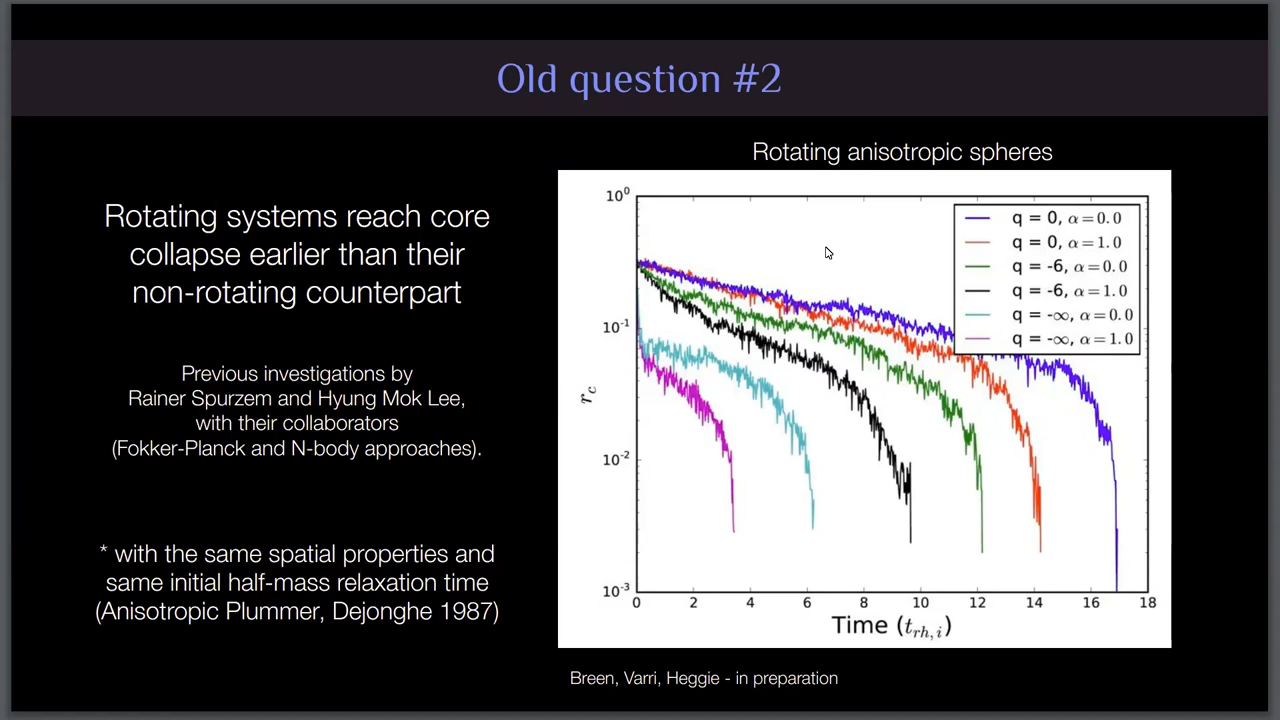 Old question #2
Rotating systems reach core
collapse earlier than their
non-rotating counterpart
Previous investigations by
Rainer Spurzem and Hyung Mok Lee,
with their collaborators
(Fokker-Planck and N-body approaches).
* with the same spatial properties and
same initial half-mass relaxation time
(Anisotropic Plummer, Dejonghe 1987)
Rotating anisotropic spheres
10⁰
10⁻¹
10⁻²
10⁻³
r_c
q = 0, α=0.0
q = 0, α=1.0
q = -6, α=0.0
q = -6, α=1.0
q = -∞, α=0.0
q = -∞, α=1.0
0 2 4 6 8 10 12 14 16 18
Time (t_{rh,i})
Breen, Varri, Heggie - in preparation